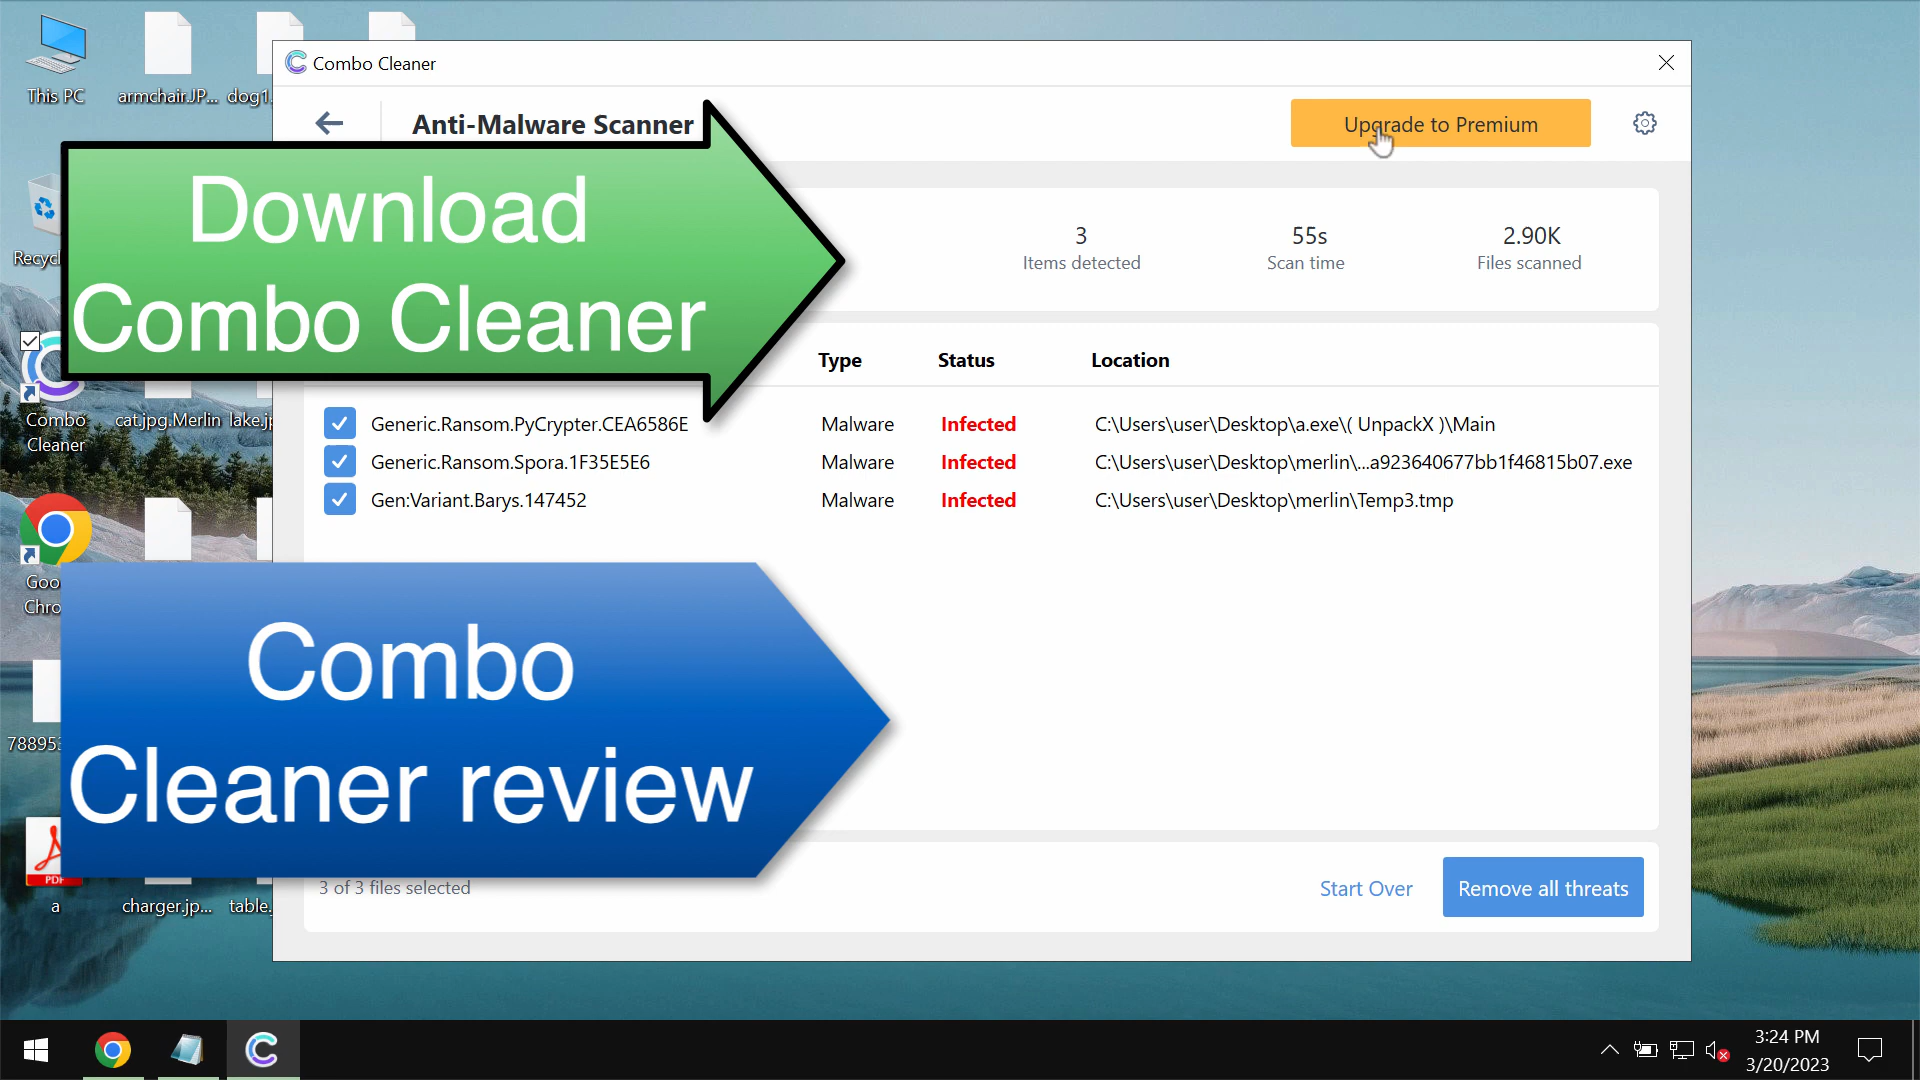 This PC
armchair.JP...
dog1.
Combo Cleaner
Anti-Malware Scanner
Upgrade to Premium
Download
Combo Cleaner
3
Items detected
55s
Scan time
2.90K
Files scanned
Type
Status
Location
Combo
Cleaner
cat.jpg.Merlin
Generic.Ransom.PyCrypter.CEA6586E
Malware
Infected
C:\Users\user\Desktop\a.exe\( UnpackX )\Main
Generic.Ransom.Spora.1F35E5E6
Malware
Infected
C:\Users\user\Desktop\merlin\...a923640677bb1f46815b07.exe
Gen:Variant.Barys.147452
Malware
Infected
C:\Users\user\Desktop\merlin\Temp3.tmp
Combo
Cleaner review
PDF
a
charger.jp...
table.
3 of 3 files selected
Start Over
Remove all threats
3:24 PM
3/20/2023